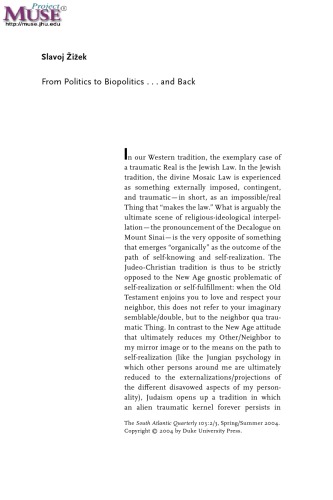 Project
MUSE®
http://muse.jhu.edu
Slavoj Žižek
From Politics to Biopolitics . . . and Back
In our Western tradition, the exemplary case of
a traumatic Real is the Jewish Law. In the Jewish
tradition, the divine Mosaic Law is experienced
as something externally imposed, contingent,
and traumatic—in short, as an impossible/real
Thing that “makes the law.” What is arguably the
ultimate scene of religious-ideological interpel-
lation—the pronouncement of the Decalogue on
Mount Sinai—is the very opposite of something
that emerges “organically” as the outcome of the
path of self-knowing and self-realization. The
Judeo-Christian tradition is thus to be strictly
opposed to the New Age gnostic problematic of
self-realization or self-fulfillment: when the Old
Testament enjoins you to love and respect your
neighbor, this does not refer to your imaginary
semblable/double, but to the neighbor qua trau-
matic Thing. In contrast to the New Age attitude
that ultimately reduces my Other/Neighbor to
my mirror image or to the means on the path to
self-realization (like the Jungian psychology in
which other persons around me are ultimately
reduced to the externalizations/projections of
the different disavowed aspects of my person-
ality), Judaism opens up a tradition in which
an alien traumatic kernel forever persists in
The South Atlantic Quarterly 103:2/3, Spring/Summer 2004.
Copyright © 2004 by Duke University Press.